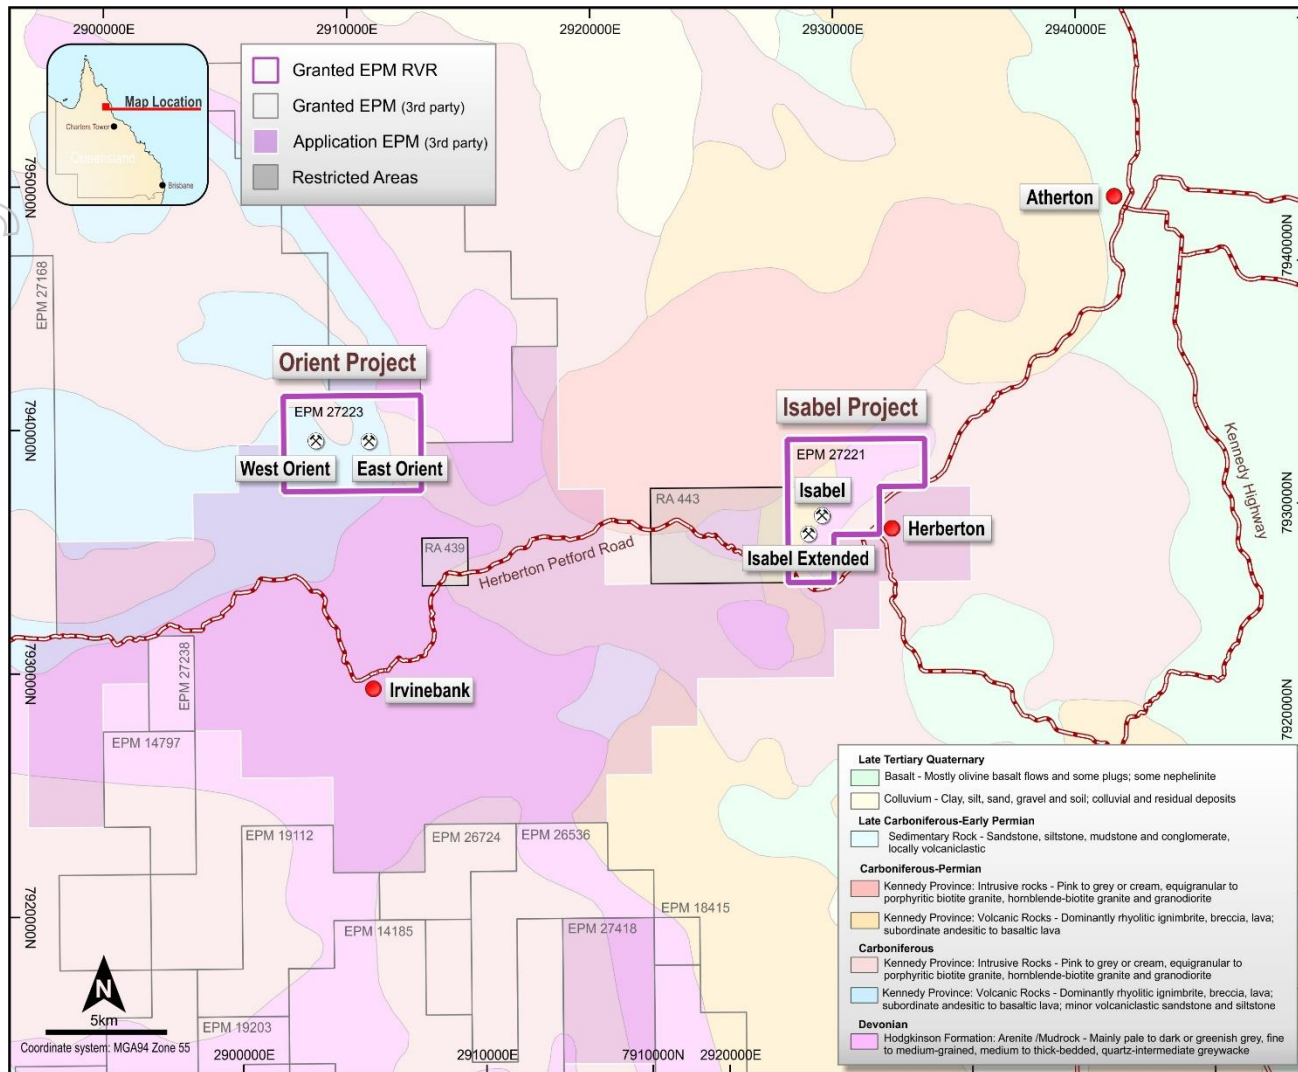 2900000E
2910000E
2920000E
2930000E
2940000E
Map Location
Charters Tower
Queensland
Brisbane
Granted EPM RVR
Granted EPM (3rd party)
Application EPM (3rd party)
Restricted Areas
7950000N
7940000N
7930000N
7920000N
7940000N
7930000N
7920000N
EPM 27168
Atherton
Orient Project
EPM 27223
West Orient
East Orient
Isabel Project
EPM 27221
Isabel
Isabel Extended
RA 443
Herberton
Kennedy Highway
RA 439
Herberton Petford Road
Irvinebank
EPM 27238
EPM 14797
EPM 19112
EPM 26724
EPM 26536
EPM 18415
EPM 14185
EPM 27418
EPM 19203
N
5km
Coordinate system: MGA94 Zone 55
2900000E
2910000E
7910000N
2920000E
Late Tertiary Quaternary
Basalt - Mostly olivine basalt flows and some plugs; some nephelinite
Colluvium - Clay, silt, sand, gravel and soil; colluvial and residual deposits
Late Carboniferous-Early Permian
Sedimentary Rock - Sandstone, siltstone, mudstone and conglomerate,
locally volcaniclastic
Carboniferous-Permian
Kennedy Province: Intrusive rocks - Pink to grey or cream, equigranular to
porphyritic biotite granite, hornblende-biotite granite and granodiorite
Kennedy Province: Volcanic Rocks - Dominantly rhyolitic ignimbrite, breccia, lava;
subordinate andesitic to basaltic lava
Carboniferous
Kennedy Province: Intrusive Rocks - Pink to grey or cream, equigranular to
porphyritic biotite granite, hornblende-biotite granite and granodiorite
Kennedy Province: Volcanic Rocks - Dominantly rhyolitic ignimbrite, breccia, lava;
subordinate andesitic to basaltic lava; minor volcaniclastic sandstone and siltstone
Devonian
Hodgkinson Formation: Arenite /Mudrock - Mainly pale to dark or greenish grey, fine
to medium-grained, medium to thick-bedded, quartz-intermediate greywacke